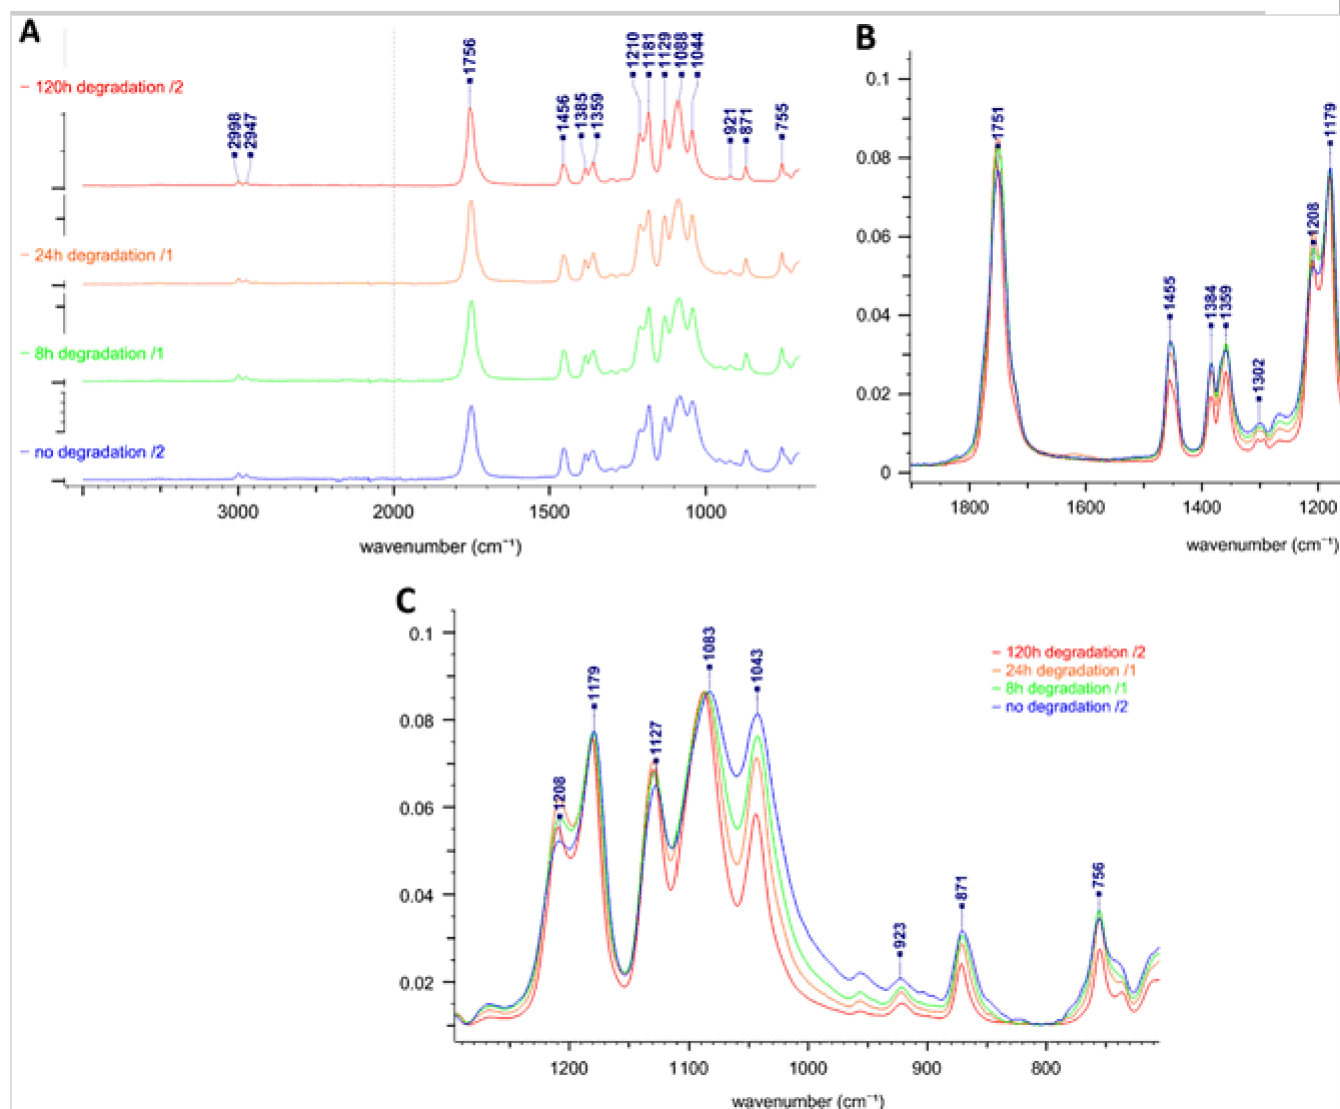 A
– 120h degradation /2
– 24h degradation /1
– 8h degradation /1
– no degradation /2
2998
2947
1756
1456
1385
1359
1210
1181
1129
1088
1044
921
871
755
3000 2000 1500 1000
wavenumber (cm⁻¹)
B
0.1
0.08
0.06
0.04
0.02
0
1751
1455
1384
1359
1302
1208
1179
1800 1600 1400 1200
wavenumber (cm⁻¹)
C
0.1
0.08
0.06
0.04
0.02
1208
1179
1127
1083
1043
923
871
756
– 120h degradation /2
– 24h degradation /1
– 8h degradation /1
– no degradation /2
1200 1100 1000 900 800
wavenumber (cm⁻¹)